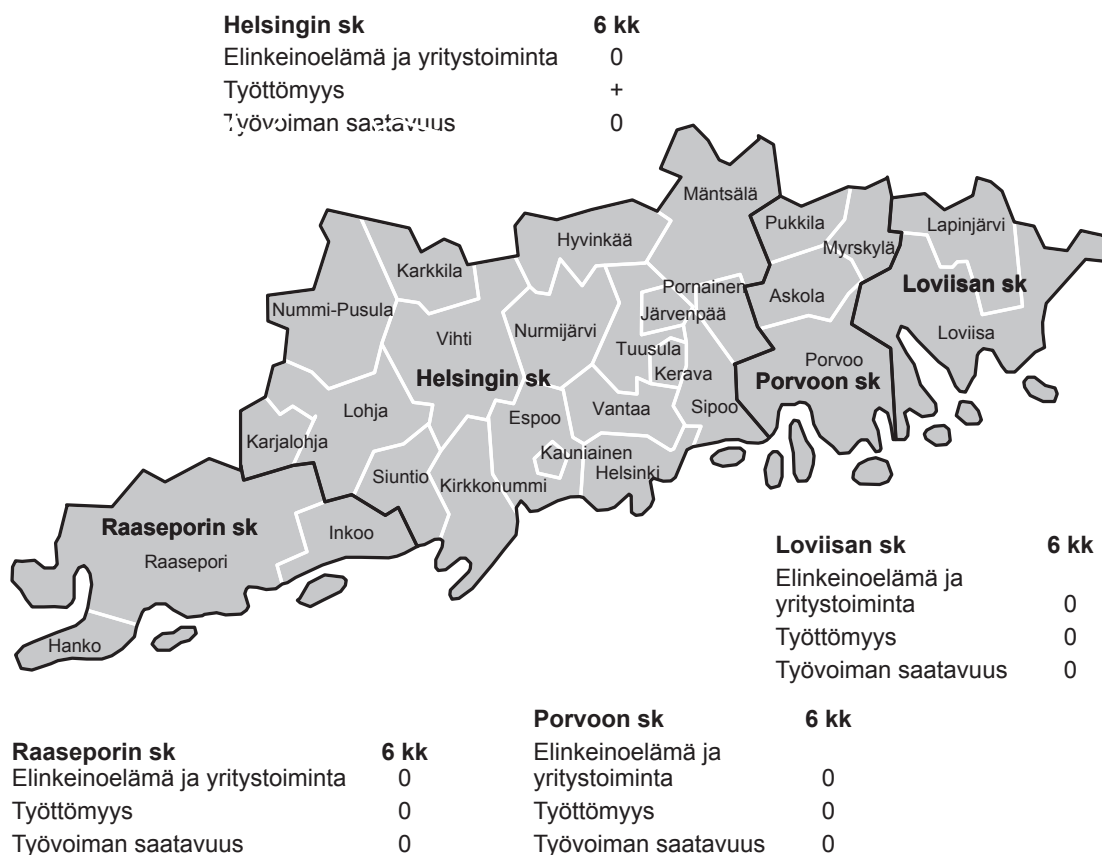 Helsingin sk 6 kk
Elinkeinoelämä ja yritystoiminta 0
Työttömyys +
Työvoiman saatavuus 0
Mäntsälä
Pukkila
Lapinjärvi
Hyvinkää
Myrskylä
Karkkila
Pornainen
Loviisan sk
Askola
Nummi-Pusula
Järvenpää
Vihti
Nurmijärvi
Loviisa
Tuusula
Porvoo
Helsingin sk
Kerava
Porvoon sk
Lohja
Espoo
Vantaa
Sipoo
Karjalohja
Kauniainen
Siuntio
Kirkkonummi
Helsinki
Raaseporin sk
Inkoo
Raasepori
Hanko
Loviisan sk 6 kk
Elinkeinoelämä ja
yritystoiminta 0
Työttömyys 0
Työvoiman saatavuus 0
Raaseporin sk 6 kk
Elinkeinoelämä ja yritystoiminta 0
Työttömyys 0
Työvoiman saatavuus 0
Porvoon sk 6 kk
Elinkeinoelämä ja
yritystoiminta 0
Työttömyys 0
Työvoiman saatavuus 0